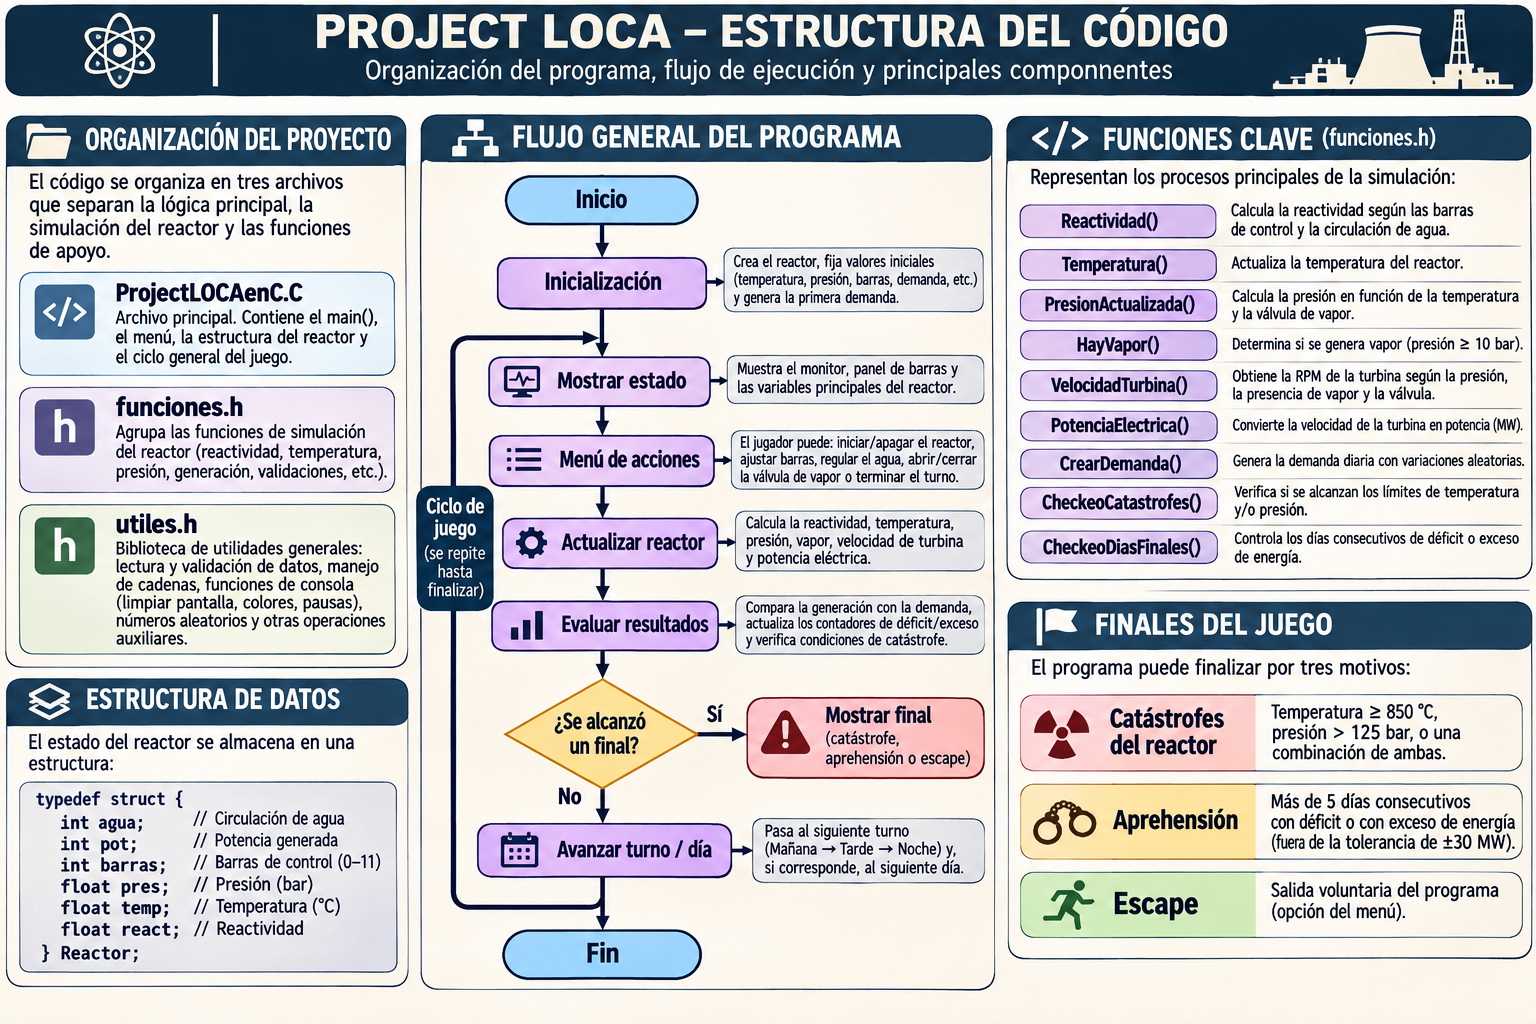 PROJECT LOCA – ESTRUCTURA DEL CÓDIGO
Organización del programa, flujo de ejecución y principales componnentes
ORGANIZACIÓN DEL PROYECTO
El código se organiza en tres archivos
que separan la lógica principal, la
simulación del reactor y las funciones
de apoyo.
</>
ProjectLOCAenC.C
Archivo principal. Contiene el main(),
el menú, la estructura del reactor y
el ciclo general del juego.
h
funciones.h
Agrupa las funciones de simulación
del reactor (reactividad, temperatura,
presión, generación, validaciones, etc.).
h
utiles.h
Biblioteca de utilidades generales:
lectura y validación de datos, manejo
de cadenas, funciones de consola
(limpiar pantalla, colores, pausas),
números aleatorios y otras operaciones
auxiliares.
ESTRUCTURA DE DATOS
El estado del reactor se almacena en una
estructura:
typedef struct {
int agua; // Circulación de agua
int pot; // Potencia generada
int barras; // Barras de control (0–11)
float pres; // Presión (bar)
float temp; // Temperatura (°C)
float react; // Reactividad
} Reactor;
FLUJO GENERAL DEL PROGRAMA
Inicio
Inicialización
Crea el reactor, fija valores iniciales
(temperatura, presión, barras, demanda, etc.)
y genera la primera demanda.
Mostrar estado
Muestra el monitor, panel de barras y
las variables principales del reactor.
Menú de acciones
El jugador puede: iniciar/apagar el reactor,
ajustar barras, regular el agua, abrir/cerrar
la válvula de vapor o terminar el turno.
Ciclo de
juego
(se repite
hasta
finalizar)
Actualizar reactor
Calcula la reactividad, temperatura,
presión, vapor, velocidad de turbina
y potencia eléctrica.
Evaluar resultados
Compara la generación con la demanda,
actualiza los contadores de déficit/exceso
y verifica condiciones de catástrofe.
¿Se alcanzó
un final?
Sí
Mostrar final
(catástrofe,
aprehensión o escape)
No
Avanzar turno / día
Pasa al siguiente turno
(Mañana → Tarde → Noche) y,
si corresponde, al siguiente día.
Fin
</> FUNCIONES CLAVE (funciones.h)
Representan los procesos principales de la simulación:
Reactividad()
Calcula la reactividad según las barras
de control y la circulación de agua.
Temperatura()
Actualiza la temperatura del reactor.
PresionActualizada()
Calcula la presión en función de la temperatura
y la válvula de vapor.
HayVapor()
Determina si se genera vapor (presión ≥ 10 bar).
VelocidadTurbina()
Obtiene la RPM de la turbina según la presión,
la presencia de vapor y la válvula.
PotenciaElectrica()
Convierte la velocidad de la turbina en potencia (MW).
CrearDemanda()
Genera la demanda diaria con variaciones aleatorias.
CheckeoCatastrofes()
Verifica si se alcanzan los límites de temperatura
y/o presión.
CheckeoDiasFinales()
Controla los días consecutivos de déficit o exceso
de energía.
FINALES DEL JUEGO
El programa puede finalizar por tres motivos:
Catástrofes
del reactor
Temperatura ≥ 850 °C,
presión > 125 bar, o una
combinación de ambas.
Aprehensión
Más de 5 días consecutivos
con déficit o con exceso de energía
(fuera de la tolerancia de ±30 MW).
Escape
Salida voluntaria del programa
(opción del menú).